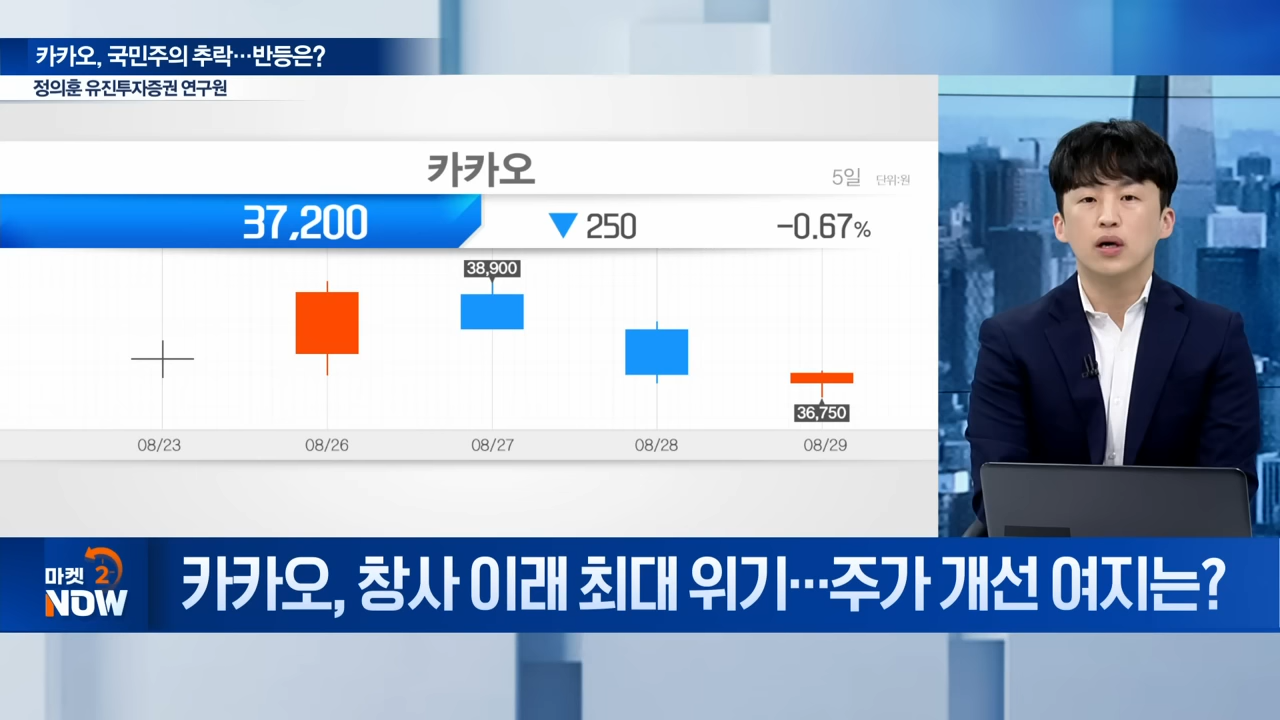 카카오, 국민주의 추락…반등은?
정의훈 유진투자증권 연구원
카카오
5일 단위:원
37,200 ▼ 250 -0.67%
38,900
36,750
08/23 08/26 08/27 08/28 08/29
마켓 2
NOW
카카오, 창사 이래 최대 위기…주가 개선 여지는?